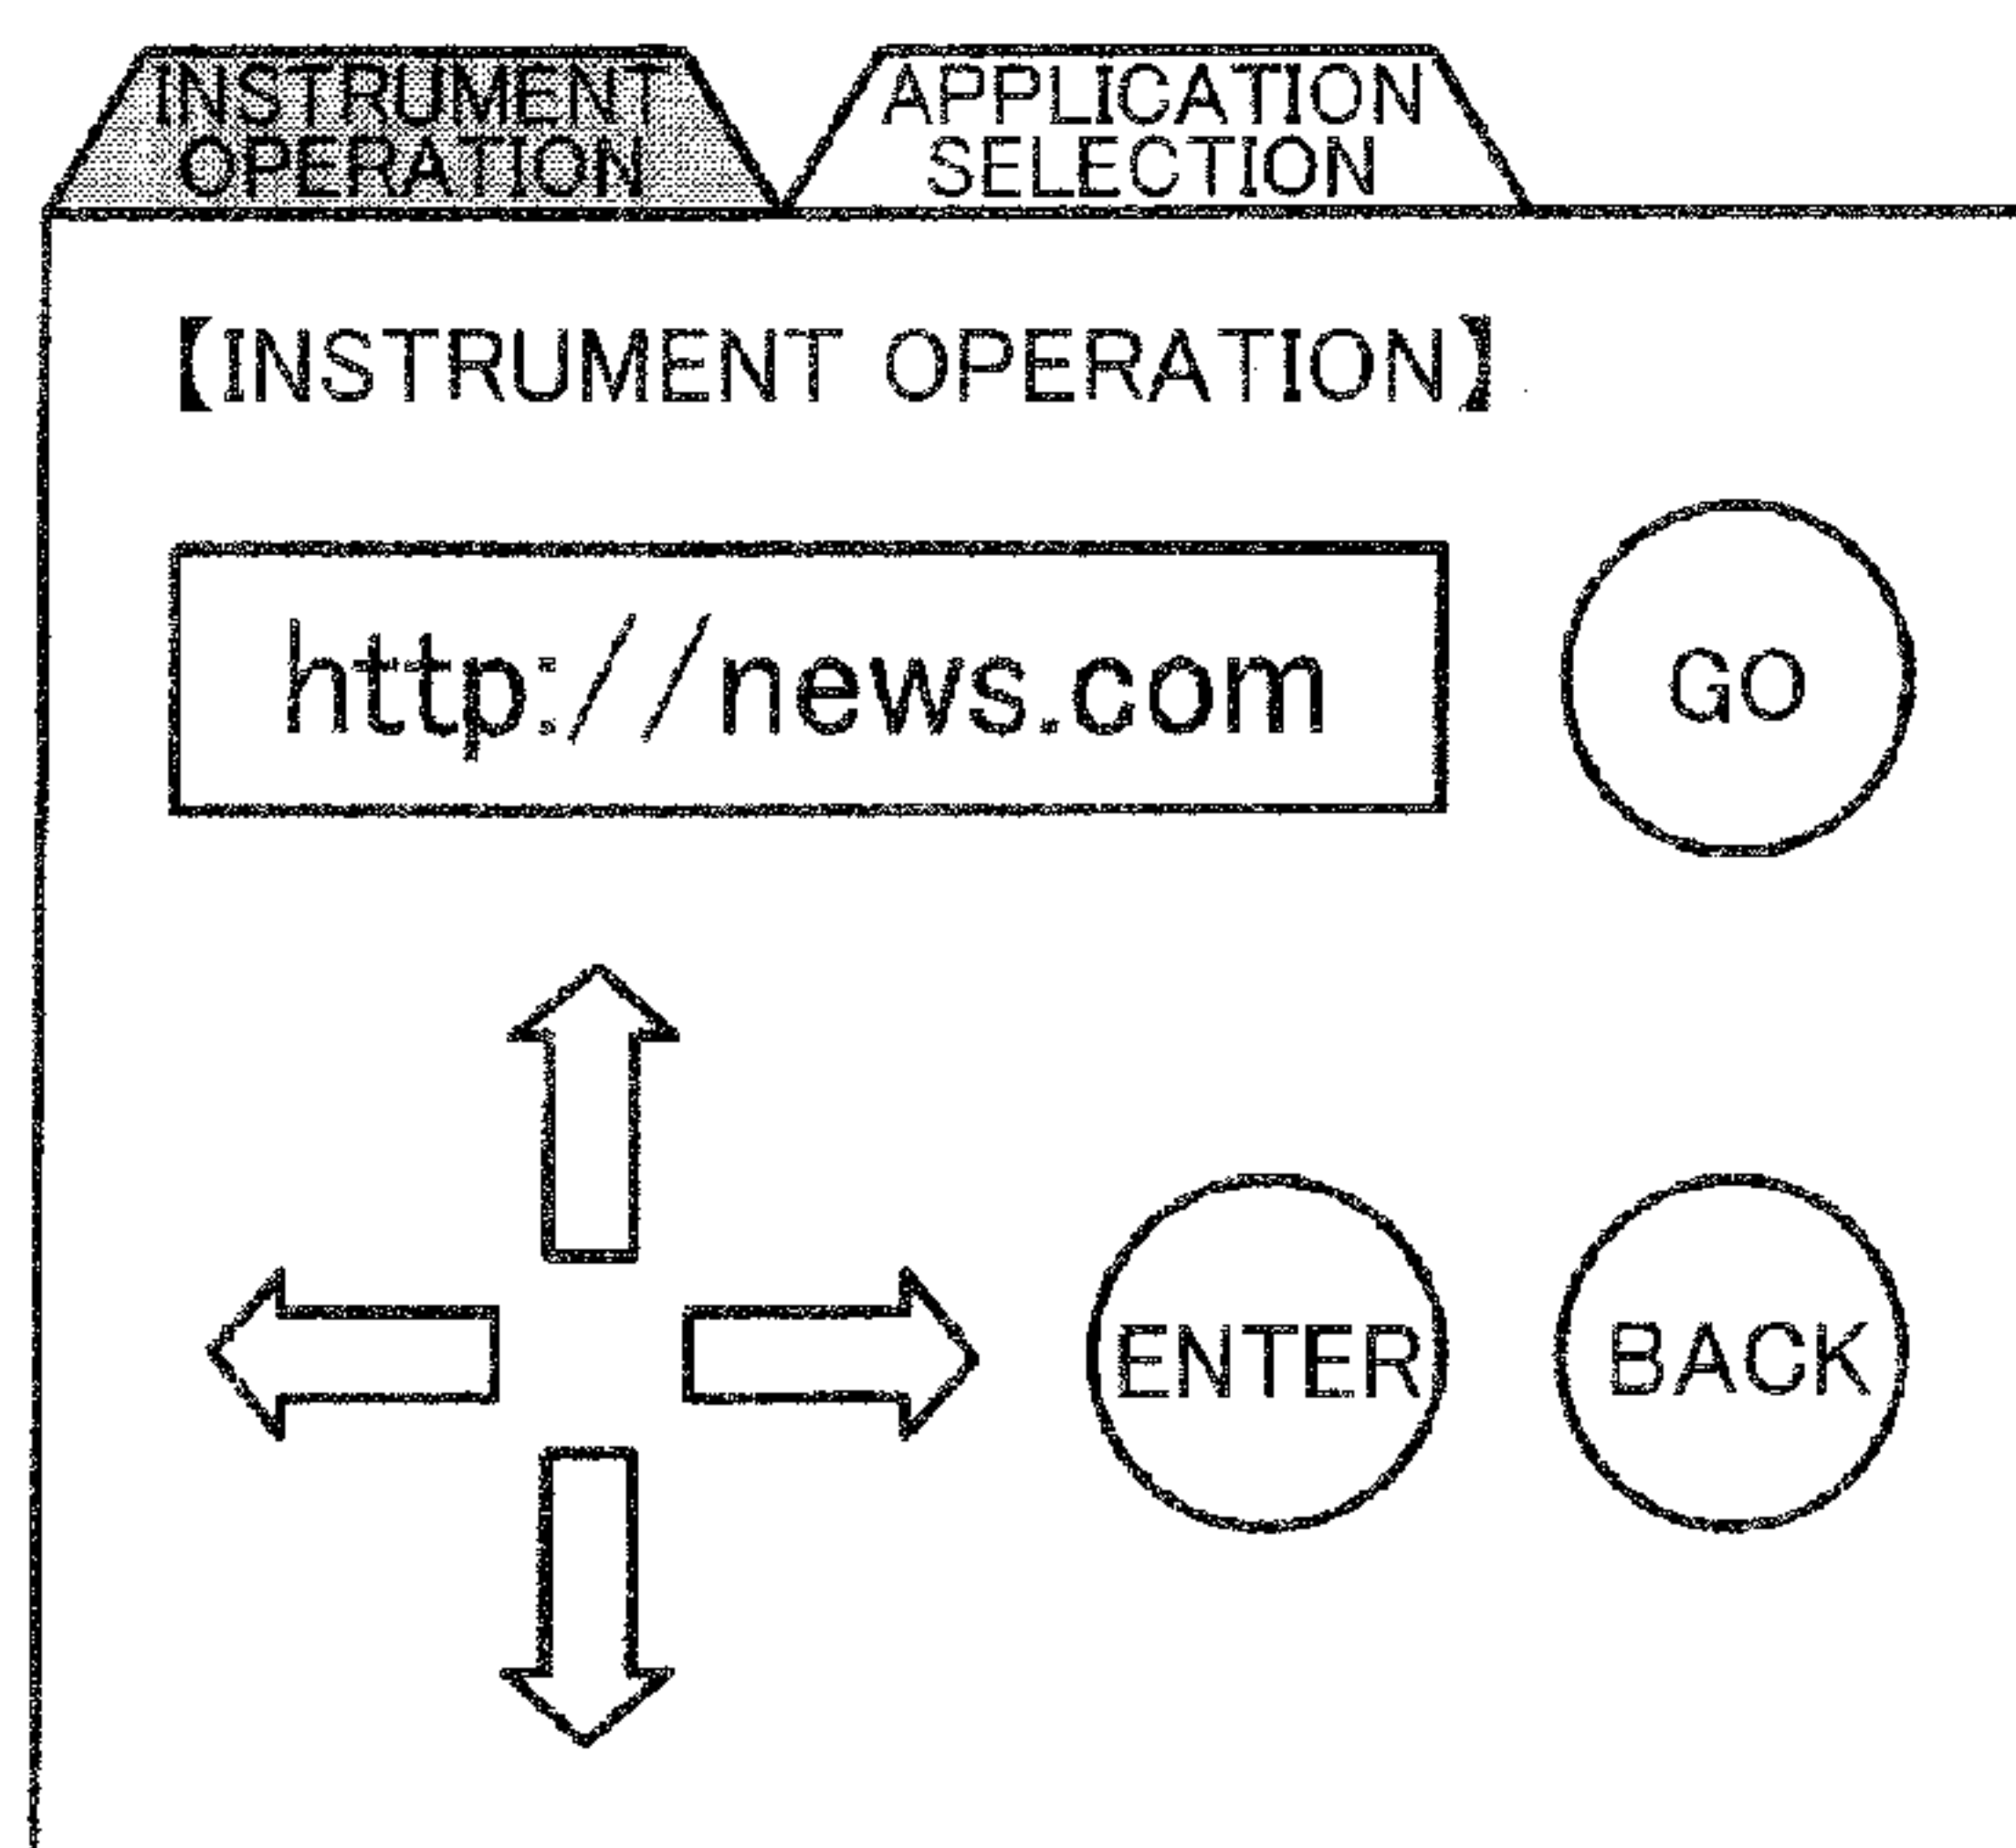 INSTRUMENT
OPERATION
APPLICATION
SELECTION
【INSTRUMENT OPERATION】
http://news.com
GO
ENTER
BACK